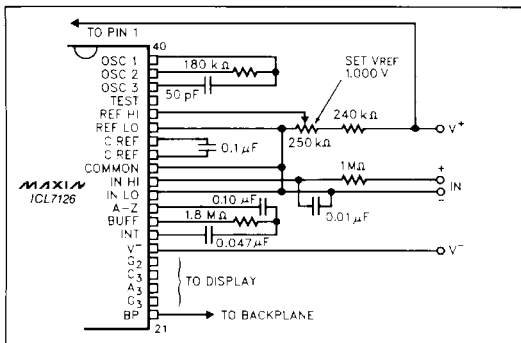 TO PIN 1
40
OSC 1
OSC 2
OSC 3
TEST
REF HI
REF LO
C REF
C REF
COMMON
IN HI
IN LO
A-Z
BUFF
INT
V−
G2
C3
A3
G3
BP
21
180 kΩ
50 pF
SET VREF
1.000 V
240 kΩ
250 kΩ
V+
0.1 µF
1MΩ
+
IN
−
0.10 µF
0.01 µF
1.8 MΩ
0.047 µF
V−
MAXIM
ICL7126
TO DISPLAY
TO BACKPLANE